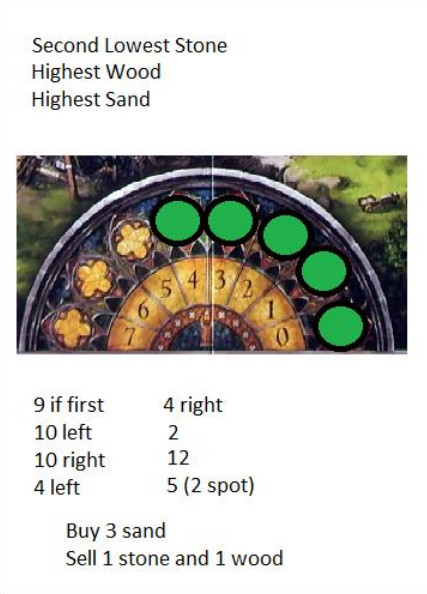 Second Lowest Stone
Highest Wood
Highest Sand
7 6 5 4 3 2 1 0
9 if first
10 left
10 right
4 left
4 right
2
12
5 (2 spot)
Buy 3 sand
Sell 1 stone and 1 wood